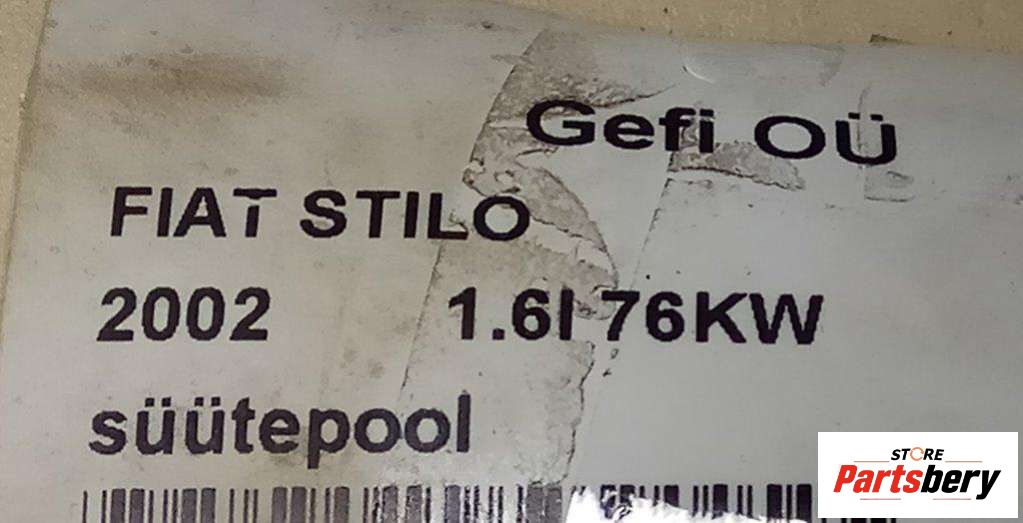 Gefi OÜ
FIAT STILO
2002 1.6l 76KW
süütepool
STORE
Partsbery